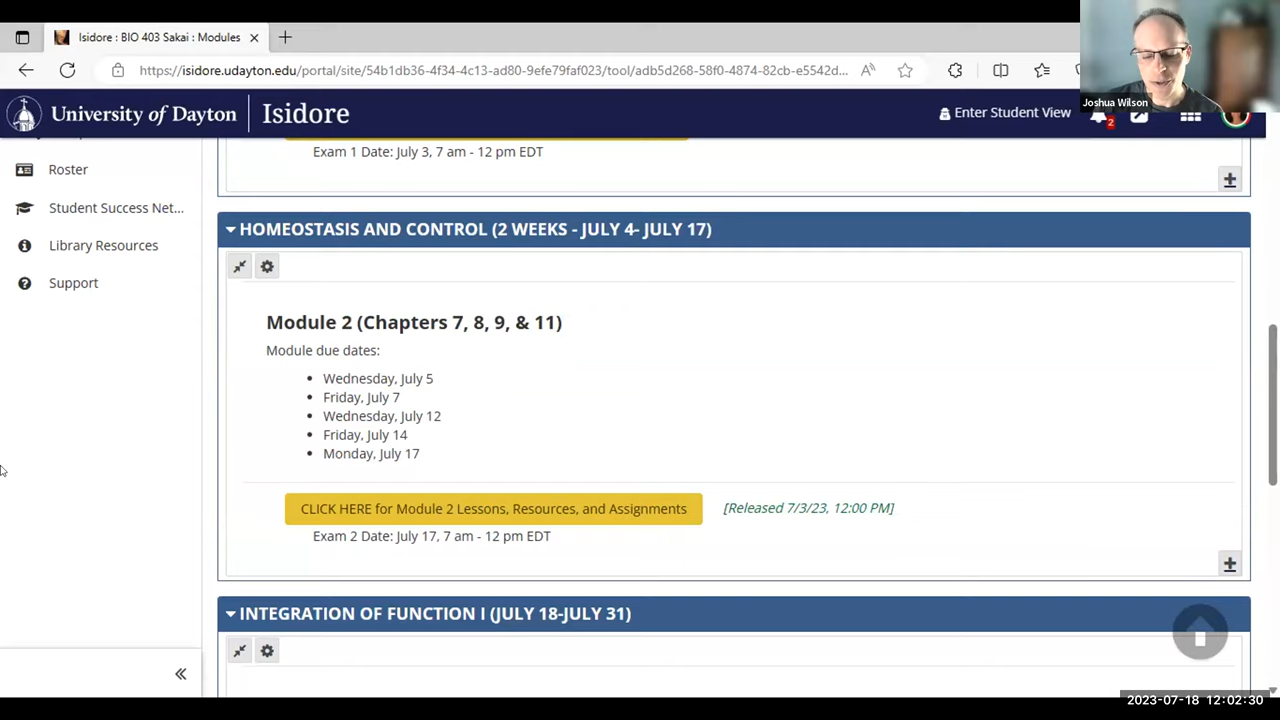 Isidore : BIO 403 Sakai : Modules
https://isidore.udayton.edu/portal/site/54b1db36-4f34-4c13-ad80-9efe79faf023/tool/adb5d268-58f0-4874-82cb-e5542d...
Joshua Wilson
University of Dayton
Isidore
Enter Student View
2
Exam 1 Date: July 3, 7 am - 12 pm EDT
Roster
Student Success Net...
Library Resources
Support
HOMEOSTASIS AND CONTROL (2 WEEKS - JULY 4- JULY 17)
Module 2 (Chapters 7, 8, 9, & 11)
Module due dates:
• Wednesday, July 5
• Friday, July 7
• Wednesday, July 12
• Friday, July 14
• Monday, July 17
CLICK HERE for Module 2 Lessons, Resources, and Assignments [Released 7/3/23, 12:00 PM]
Exam 2 Date: July 17, 7 am - 12 pm EDT
INTEGRATION OF FUNCTION I (JULY 18-JULY 31)
2023-07-18 12:02:30